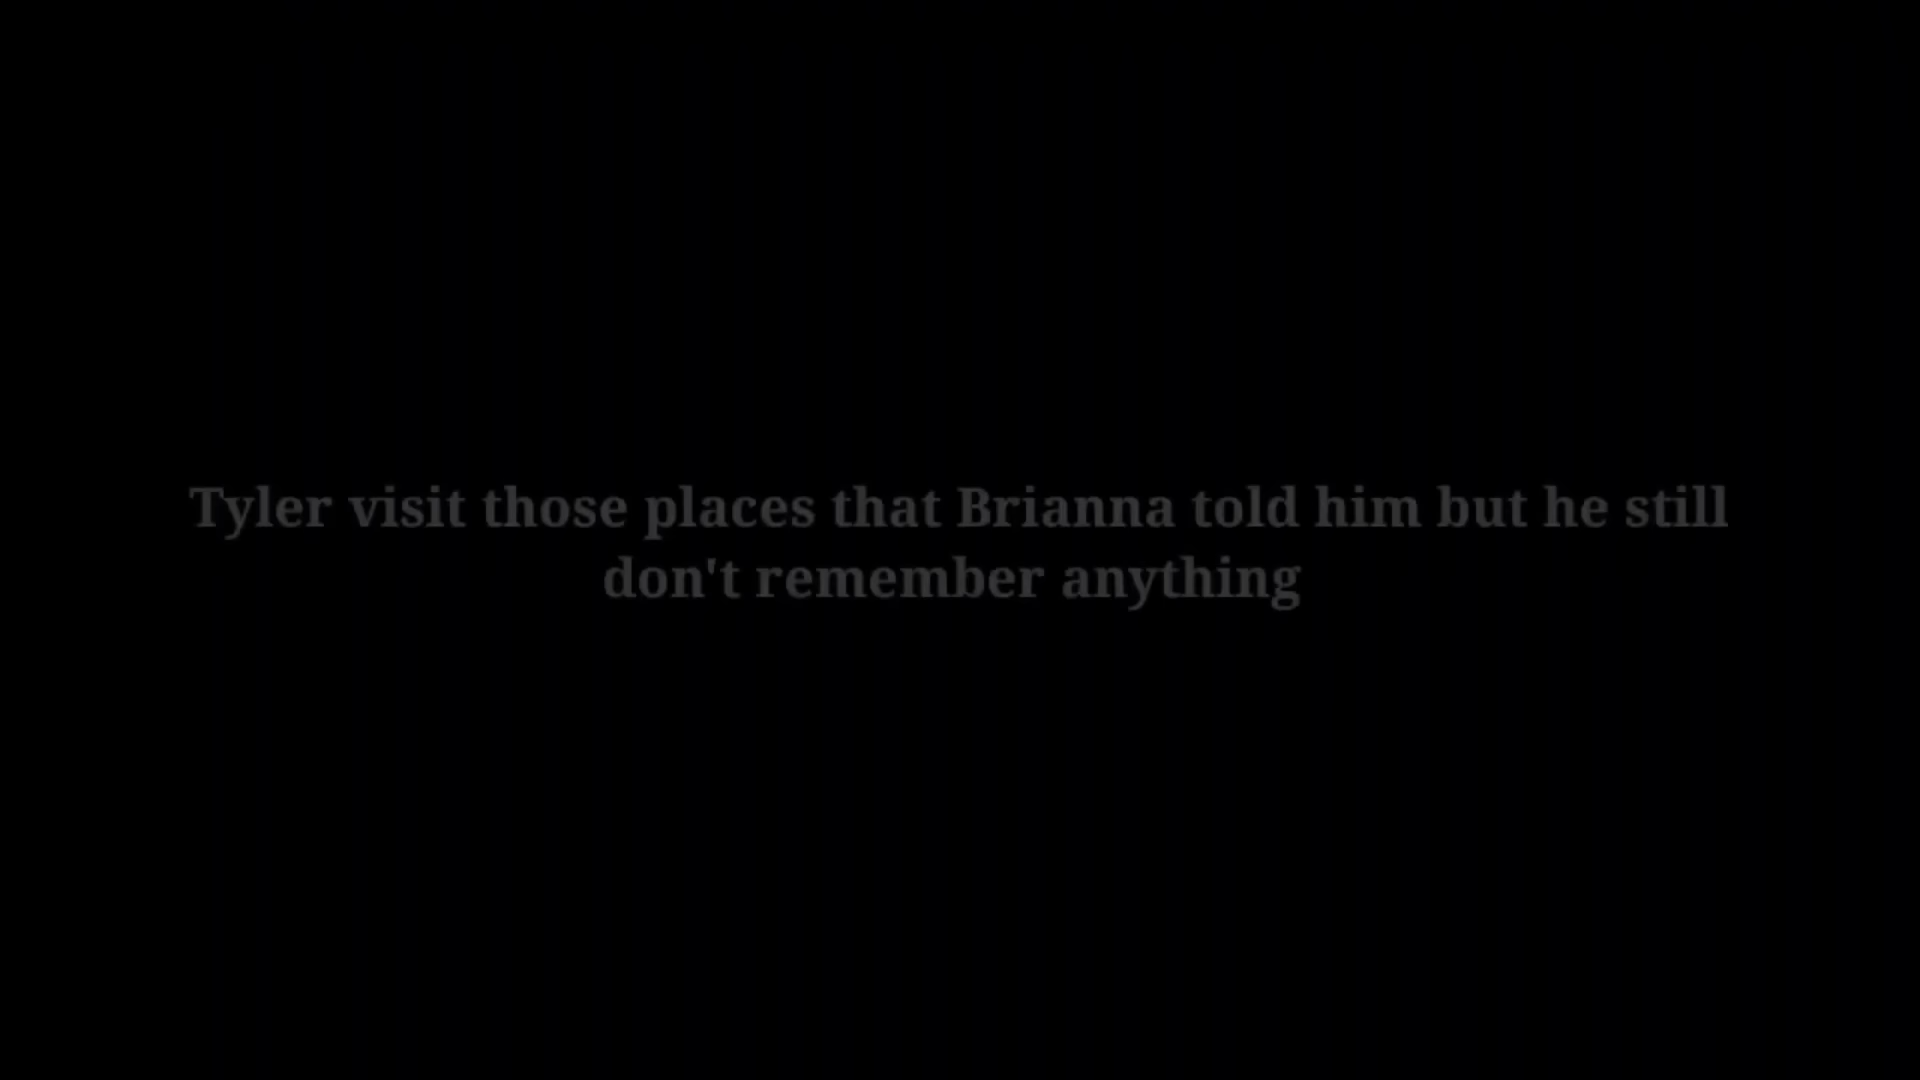 Tyler visit those places that Brianna told him but he still
don't remember anything